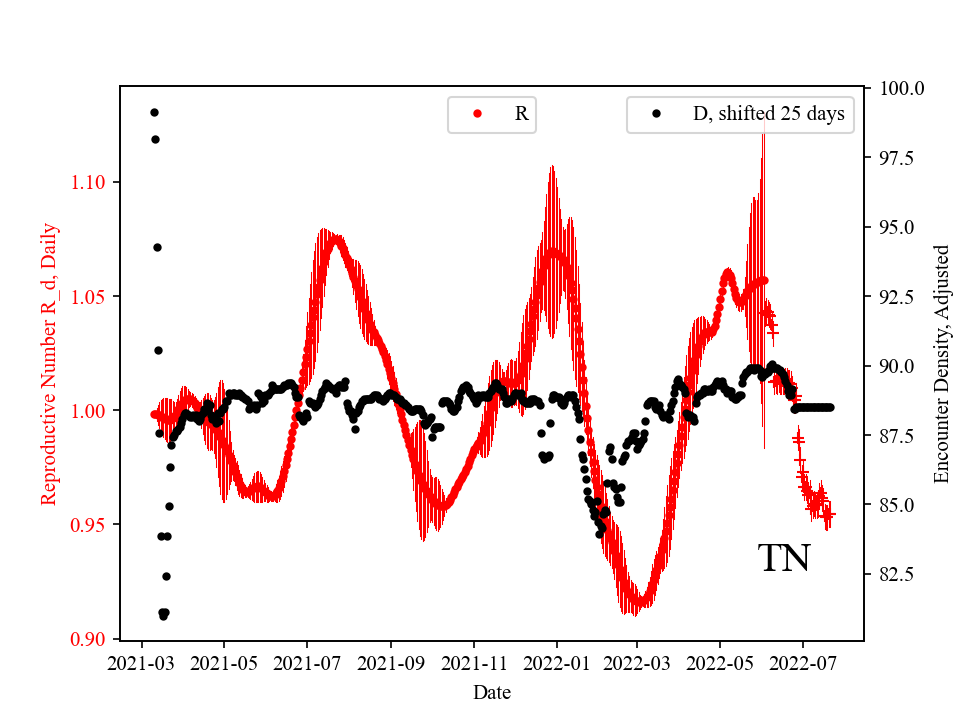 R
D, shifted 25 days
Reproductive Number R_d, Daily
1.10
1.05
1.00
0.95
0.90
100.0
97.5
95.0
92.5
90.0
87.5
85.0
82.5
Encounter Density, Adjusted
TN
2021-03 2021-05 2021-07 2021-09 2021-11 2022-01 2022-03 2022-05 2022-07
Date